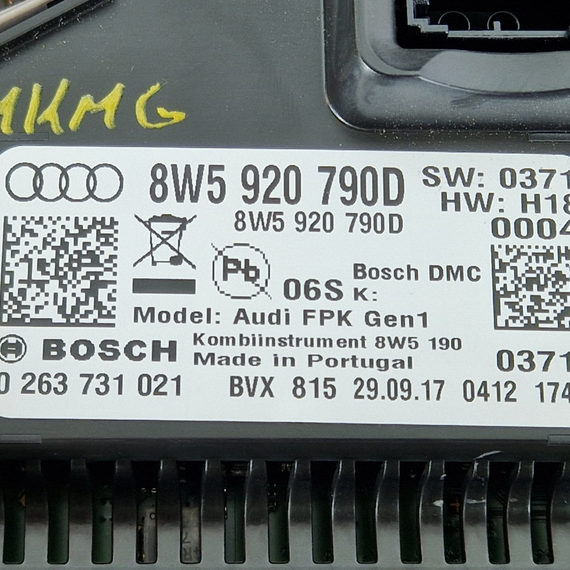 MKMG
8W5 920 790D SW: 0371
8W5 920 790D HW: H18
0004
Pb 06S Bosch DMC
K:
Model: Audi FPK Gen1
BOSCH Kombiinstrument 8W5 190
Made in Portugal 0371
0 263 731 021 BVX 815 29.09.17 0412 174